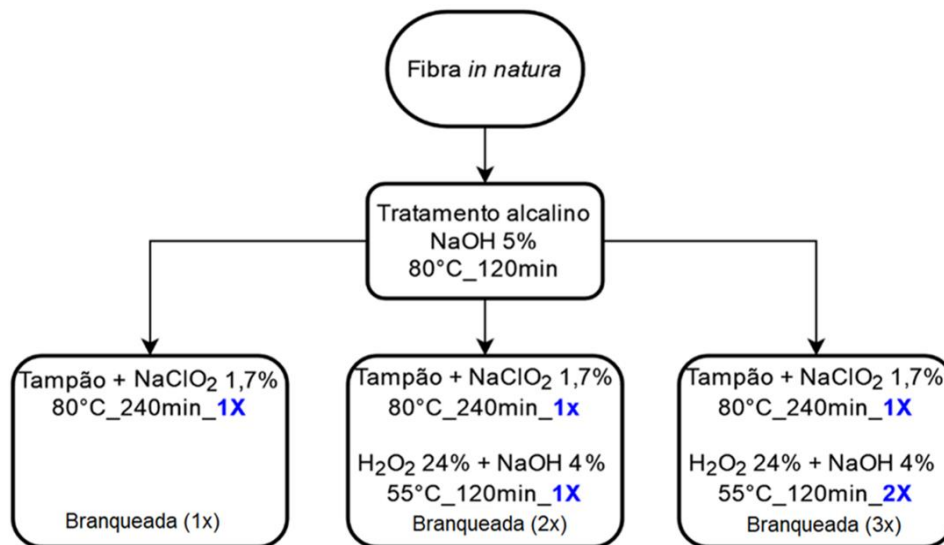 Fibra in natura
Tratamento alcalino
NaOH 5%
80°C_120min
Tampão + NaClO₂ 1,7%
80°C_240min_1X
Branqueada (1x)
Tampão + NaClO₂ 1,7%
80°C_240min_1x
H₂O₂ 24% + NaOH 4%
55°C_120min_1X
Branqueada (2x)
Tampão + NaClO₂ 1,7%
80°C_240min_1X
H₂O₂ 24% + NaOH 4%
55°C_120min_2X
Branqueada (3x)